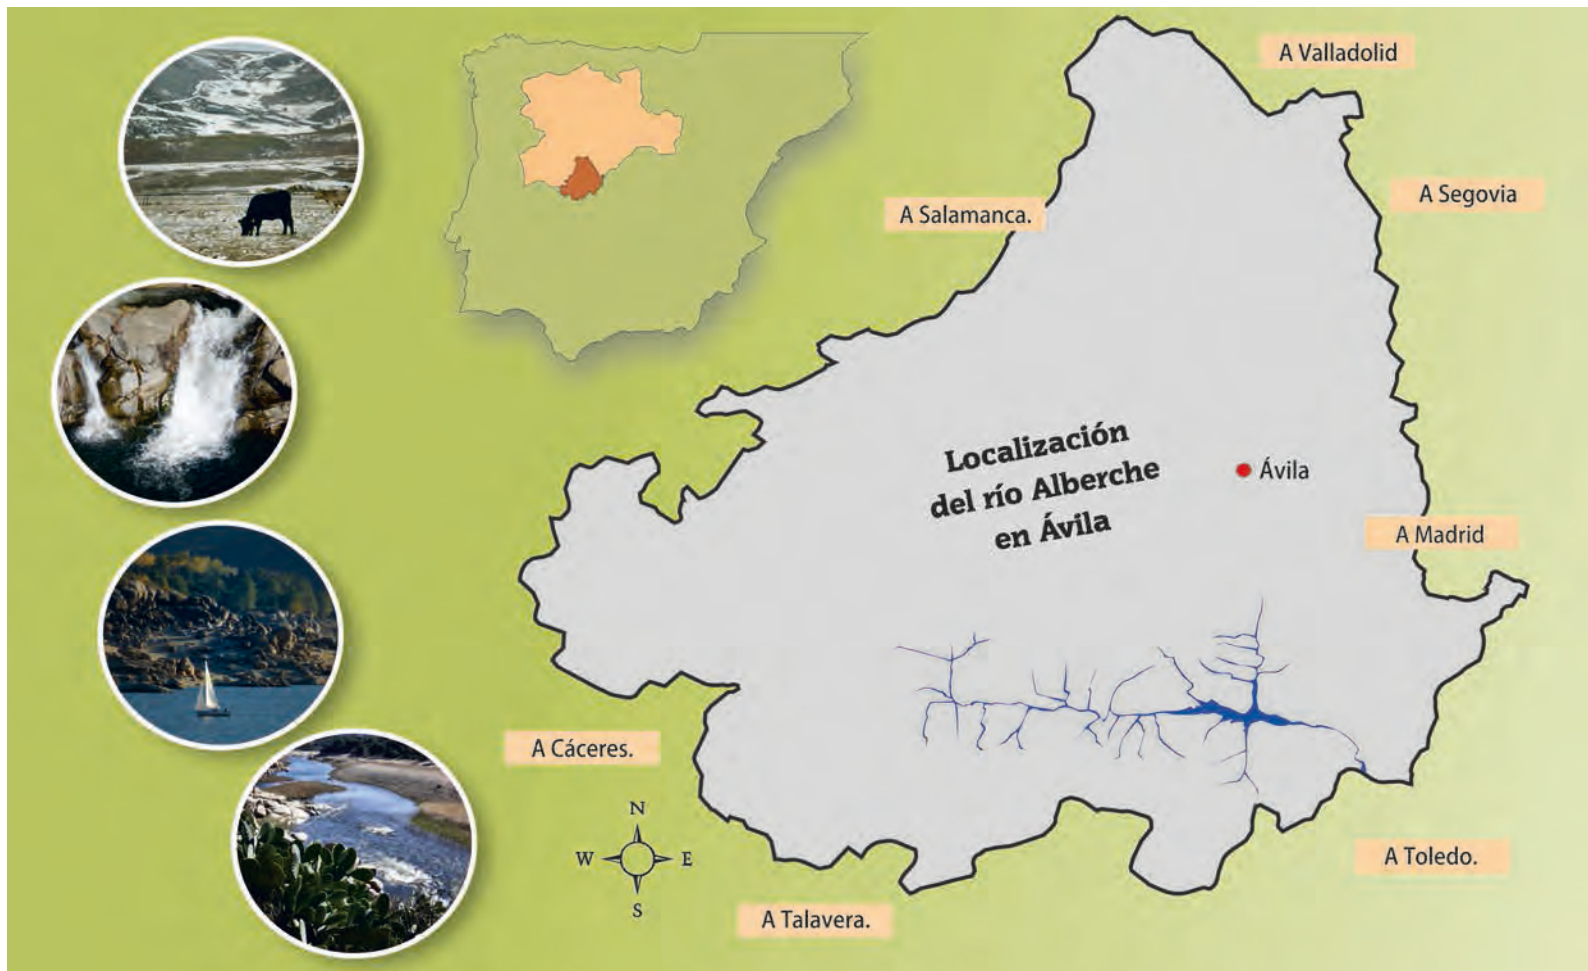 A Valladolid
A Segovia
A Salamanca.
Localización
del río Alberche
en Ávila
Ávila
A Madrid
A Cáceres.
N
W E
S
A Toledo.
A Talavera.